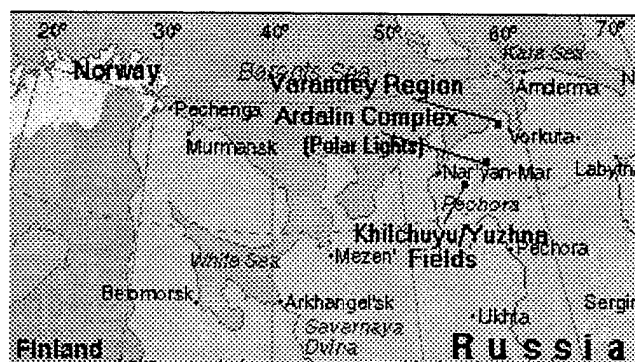 20° 30° 40° 50° 60° 70°
Kara Sea
Norway
Barents Sea
Varandey Region
Amderma
Pechenga
Ardalin Complex
Vorkuta
Murmansk
(Polar Lights)
Nar'yan-Mar
Labytn
Pechora
Khilchuyu/Yuzhna
Fields
Pechora
White Sea
Mezen'
Belomorsk
Arkhangel'sk
Sergin
Severnaya
Dvina
Ukhta
Finland
Russia